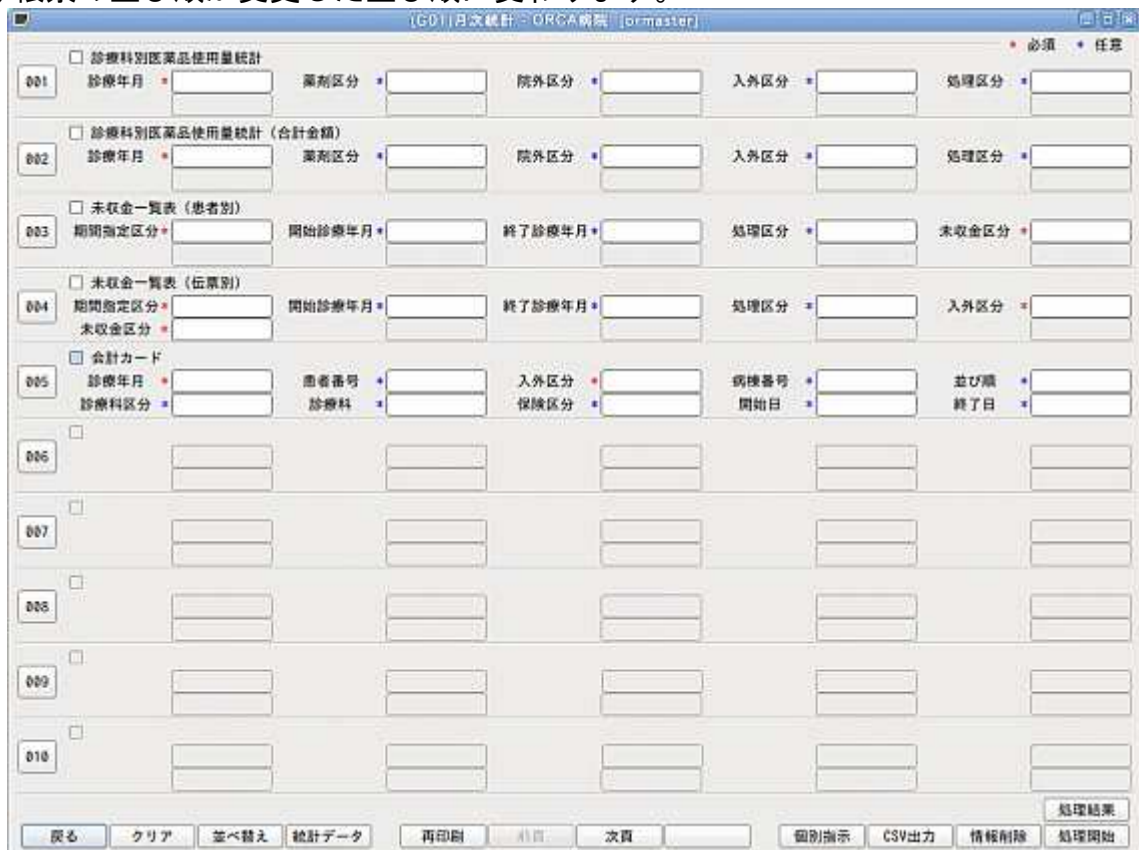 帳票の並び順が変更した並び順に変わります。
(G01)月次統計 - ORCA病院 [ormaster]
* 必須 * 任意
001 診療科別医薬品使用量統計
診療年月 * 薬剤区分 * 院外区分 * 入外区分 * 処理区分 *
002 診療科別医薬品使用量統計（合計金額）
診療年月 * 薬剤区分 * 院外区分 * 入外区分 * 処理区分 *
003 未収金一覧表（患者別）
期間指定区分* 開始診療年月* 終了診療年月* 処理区分 * 未収金区分 *
004 未収金一覧表（伝票別）
期間指定区分* 開始診療年月* 終了診療年月* 処理区分 * 入外区分 *
未収金区分 *
005 会計カード
診療年月 * 患者番号 * 入外区分 * 病棟番号 * 並び順 *
診療科区分 * 診療科 * 保険区分 * 開始日 * 終了日 *
006
007
008
009
010
処理結果
戻る クリア 並べ替え 統計データ 再印刷 前頁 次頁 個別指示 CSV出力 情報削除 処理開始